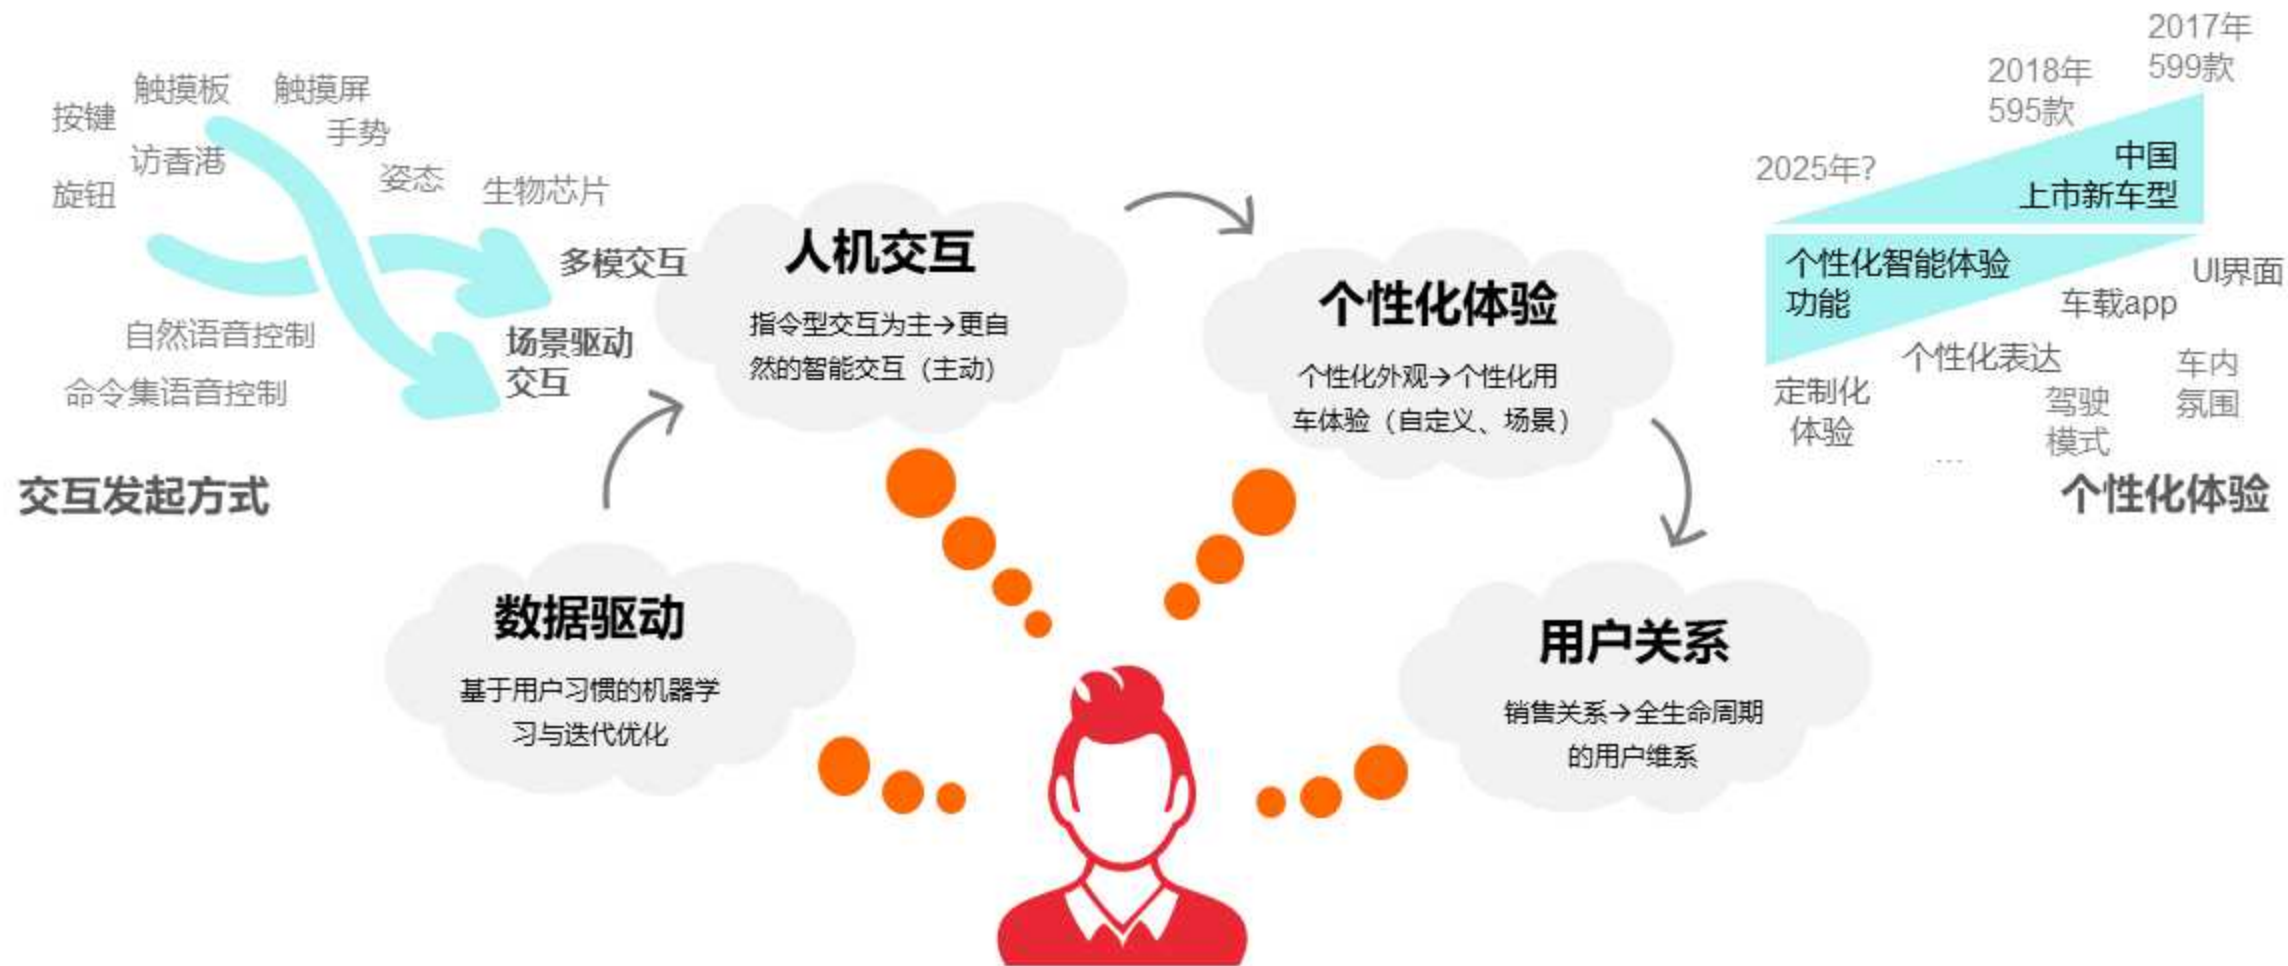 触摸板
触摸屏
按键
手势
访香港
姿态
旋钮
生物芯片
多模交互
自然语音控制
场景驱动
交互
命令集语音控制
交互发起方式
人机交互
指令型交互为主→更自
然的智能交互（主动）
个性化体验
个性化外观→个性化用
车体验（自定义、场景）
数据驱动
基于用户习惯的机器学
习与迭代优化
用户关系
销售关系→全生命周期
的用户维系
2017年
599款
2018年
595款
2025年?
中国
上市新车型
个性化智能体验
功能
UI界面
车载app
个性化表达
车内
氛围
定制化
体验
驾驶
模式
...
个性化体验